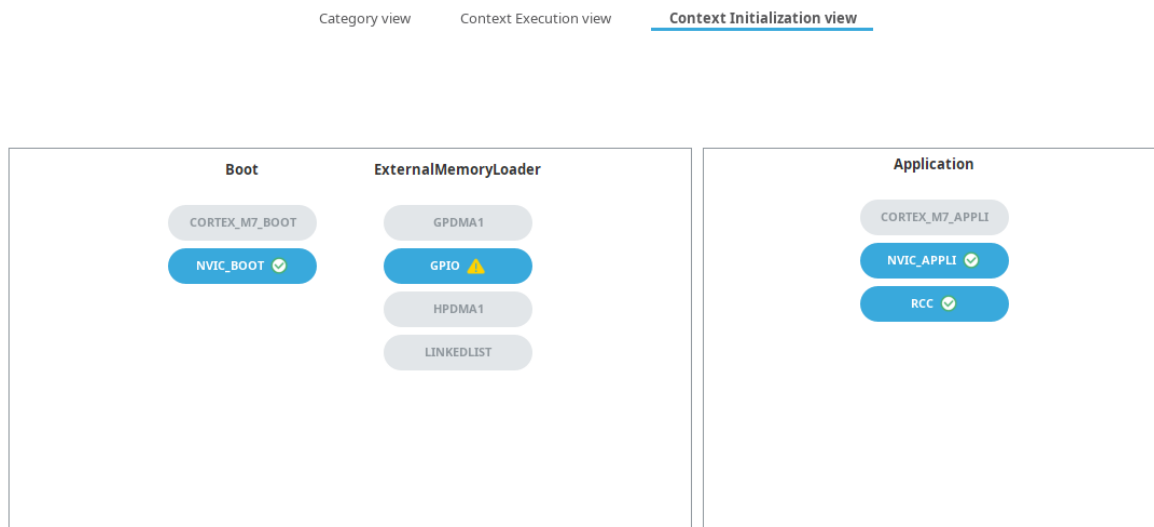 Category view
Context Execution view
Context Initialization view
Boot
CORTEX_M7_BOOT
NVIC_BOOT
ExternalMemoryLoader
GPDMA1
GPIO
HPDMA1
LINKEDLIST
Application
CORTEX_M7_APPLI
NVIC_APPLI
RCC